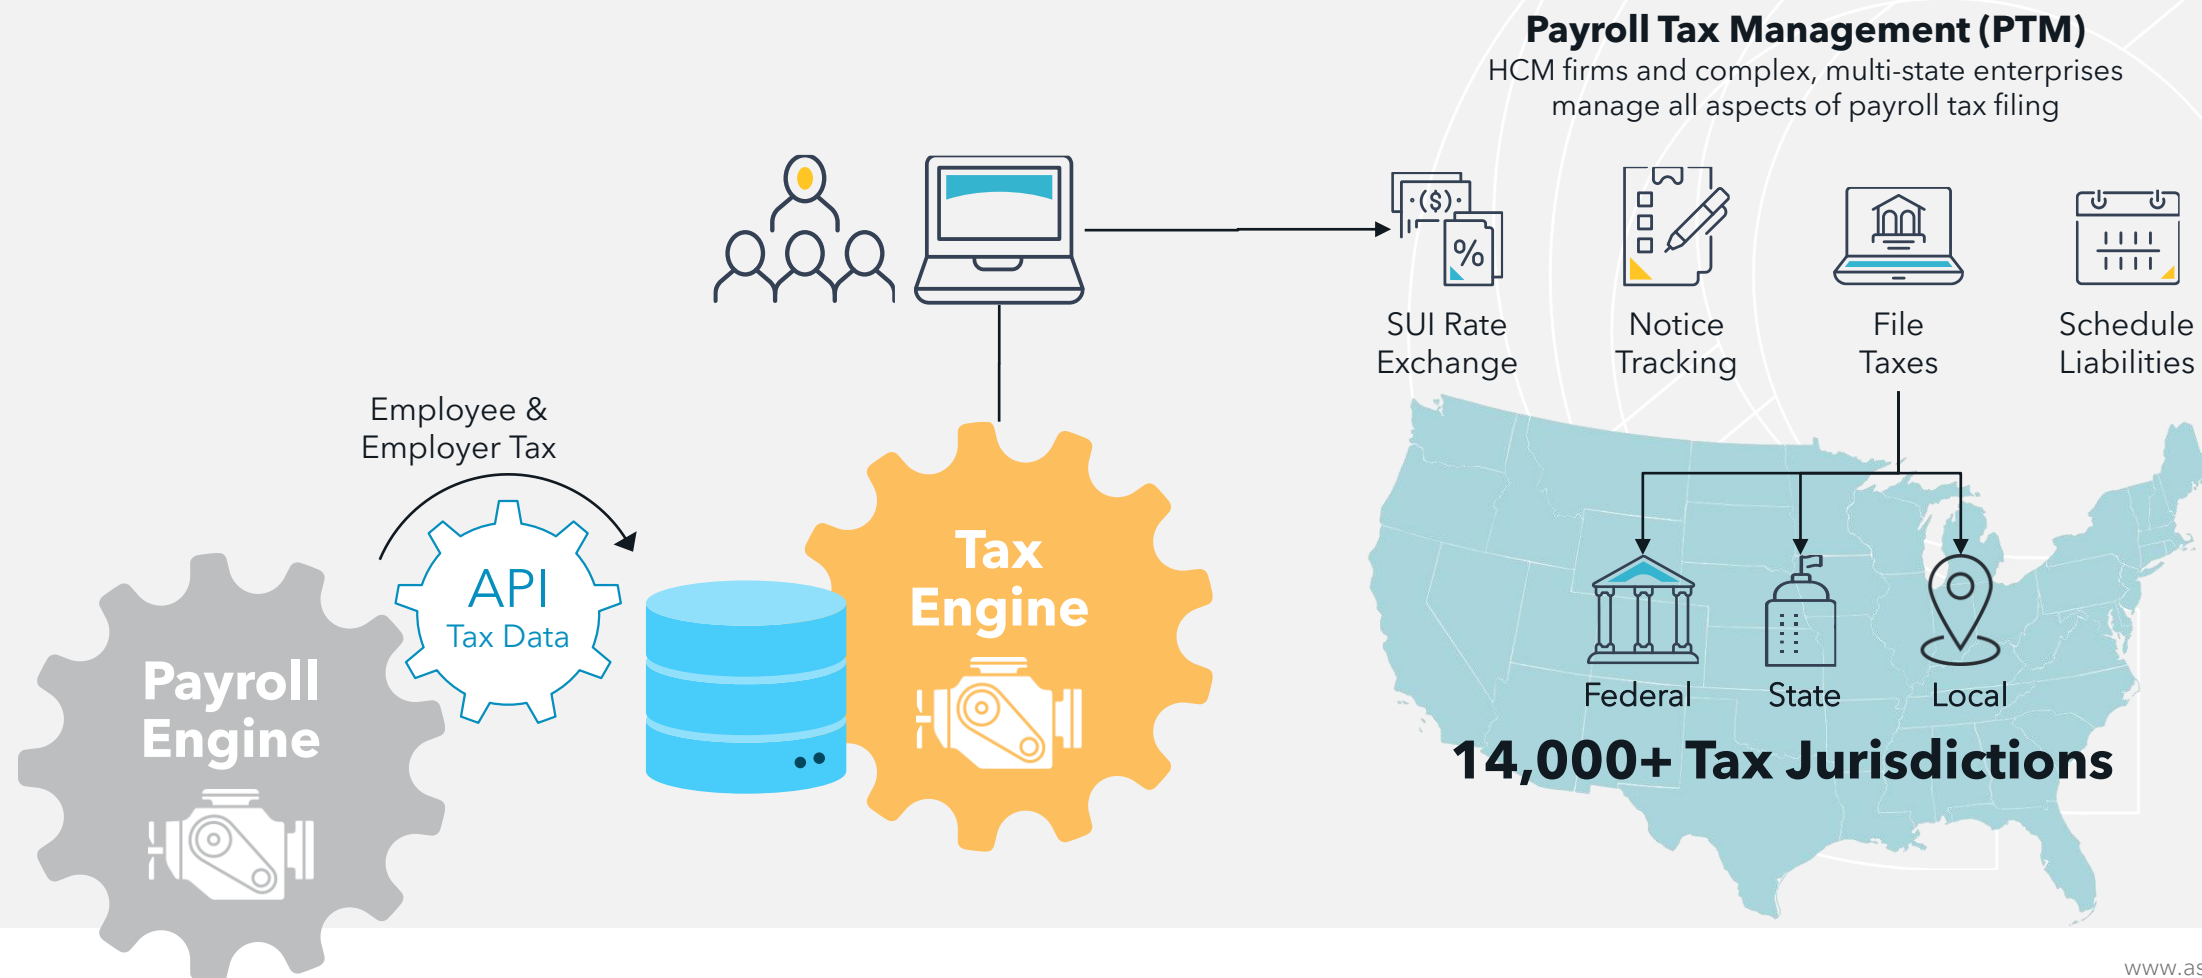 Payroll Tax Management (PTM)
HCM firms and complex, multi-state enterprises
manage all aspects of payroll tax filing
($)
%
SUI Rate
Exchange
Notice
Tracking
File
Taxes
Schedule
Liabilities
Employee &
Employer Tax
API
Tax Data
Payroll
Engine
Tax
Engine
Federal
State
Local
14,000+ Tax Jurisdictions
www.as